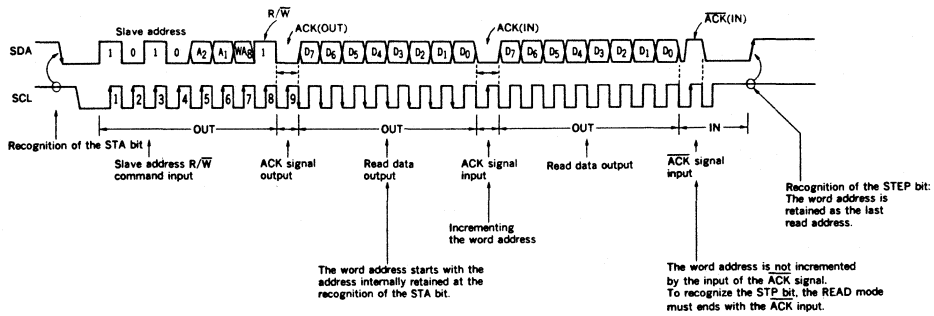 R/W
Slave address
ACK(OUT)
ACK(IN)
ACK(IN)
SDA
1 0 1 0 A2 A1 WA8 1 D7 D6 D5 D4 D3 D2 D1 D0 D7 D6 D5 D4 D3 D2 D1 D0
SCL
1 2 3 4 5 6 7 8 9
OUT OUT OUT IN
Recognition of the STA bit
Slave address R/W
command input
ACK signal
output
Read data
output
ACK signal
input
Read data output
ACK signal
input
Incrementing
the word address
Recognition of the STEP bit:
The word address is
retained as the last
read address.
The word address starts with the
address internally retained at the
recognition of the STA bit.
The word address is not incremented
by the input of the ACK signal.
To recognize the STP bit, the READ mode
must ends with the ACK input.